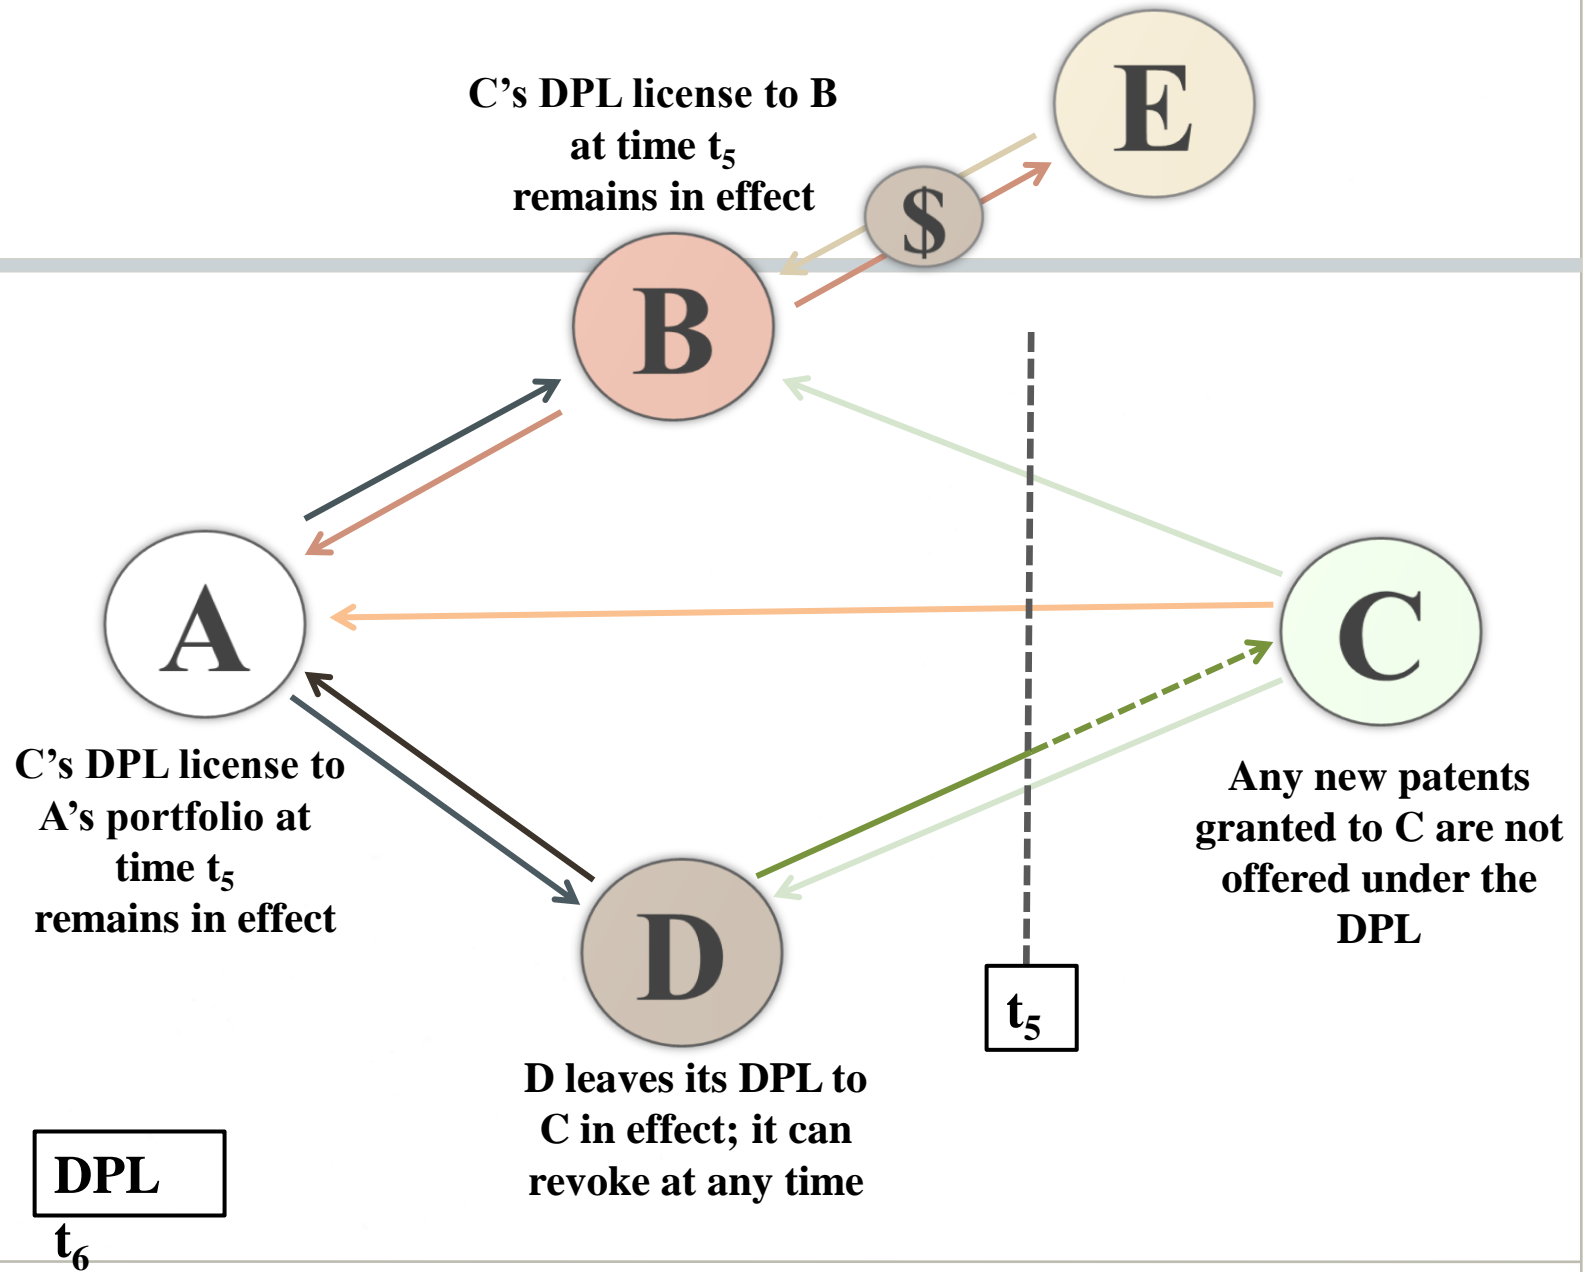 E
C’s DPL license to B
at time t₅
remains in effect
$
B
A
C
C’s DPL license to
A’s portfolio at
time t₅
remains in effect
Any new patents
granted to C are not
offered under the
DPL
D
t₅
D leaves its DPL to
C in effect; it can
revoke at any time
DPL
t₆